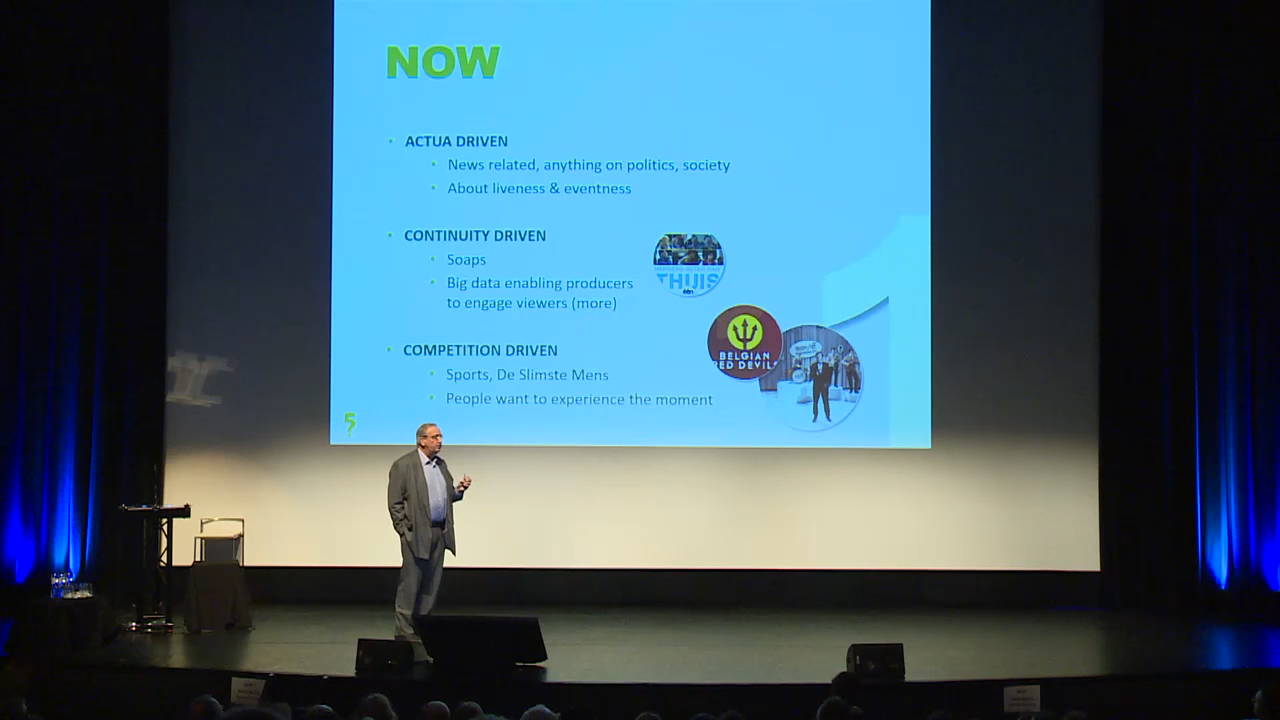 NOW
ACTUA DRIVEN
News related, anything on politics, society
About liveness & eventness
CONTINUITY DRIVEN
Soaps
Big data enabling producers
to engage viewers (more)
THUIS
één
BELGIAN
RED DEVILS
COMPETITION DRIVEN
Sports, De Slimste Mens
People want to experience the moment